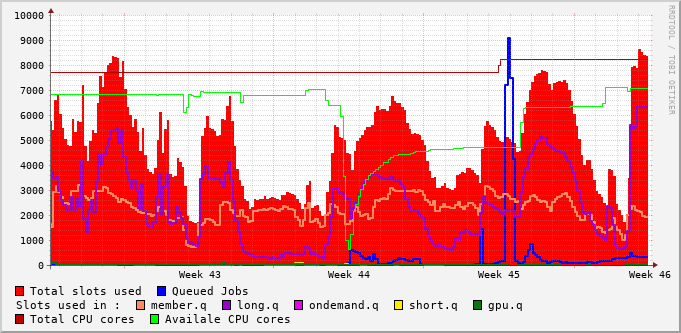 10000
9000
8000
7000
6000
5000
4000
3000
2000
1000
0
Week 43 Week 44 Week 45 Week 46
RRDTOOL / TOBI OETIKER
Total slots used Queued Jobs
Slots used in : member.q long.q ondemand.q short.q gpu.q
Total CPU cores Availale CPU cores